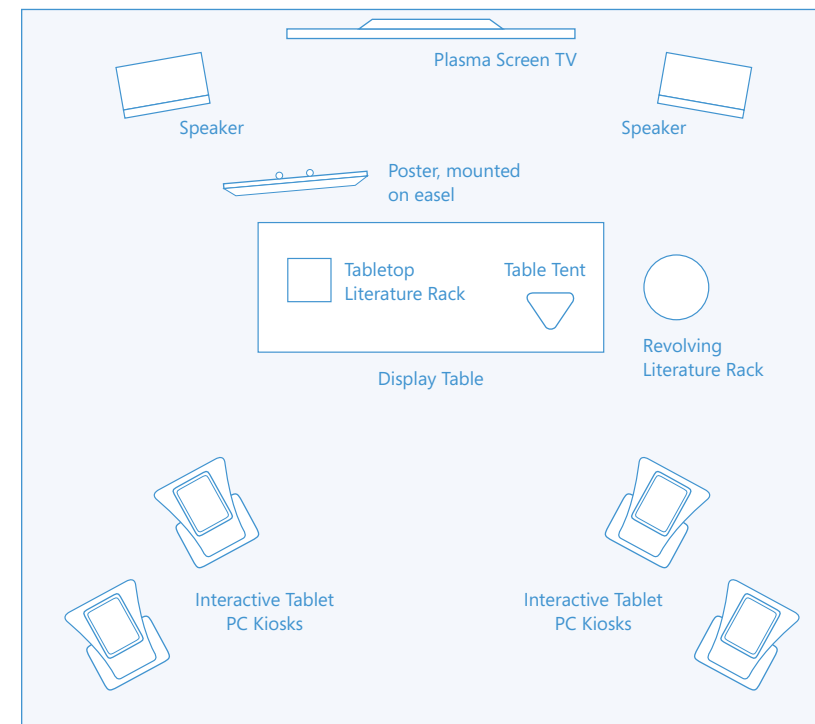 Plasma Screen TV
Speaker
Speaker
Poster, mounted
on easel
Tabletop
Literature Rack
Table Tent
Revolving
Literature Rack
Display Table
Interactive Tablet
PC Kiosks
Interactive Tablet
PC Kiosks